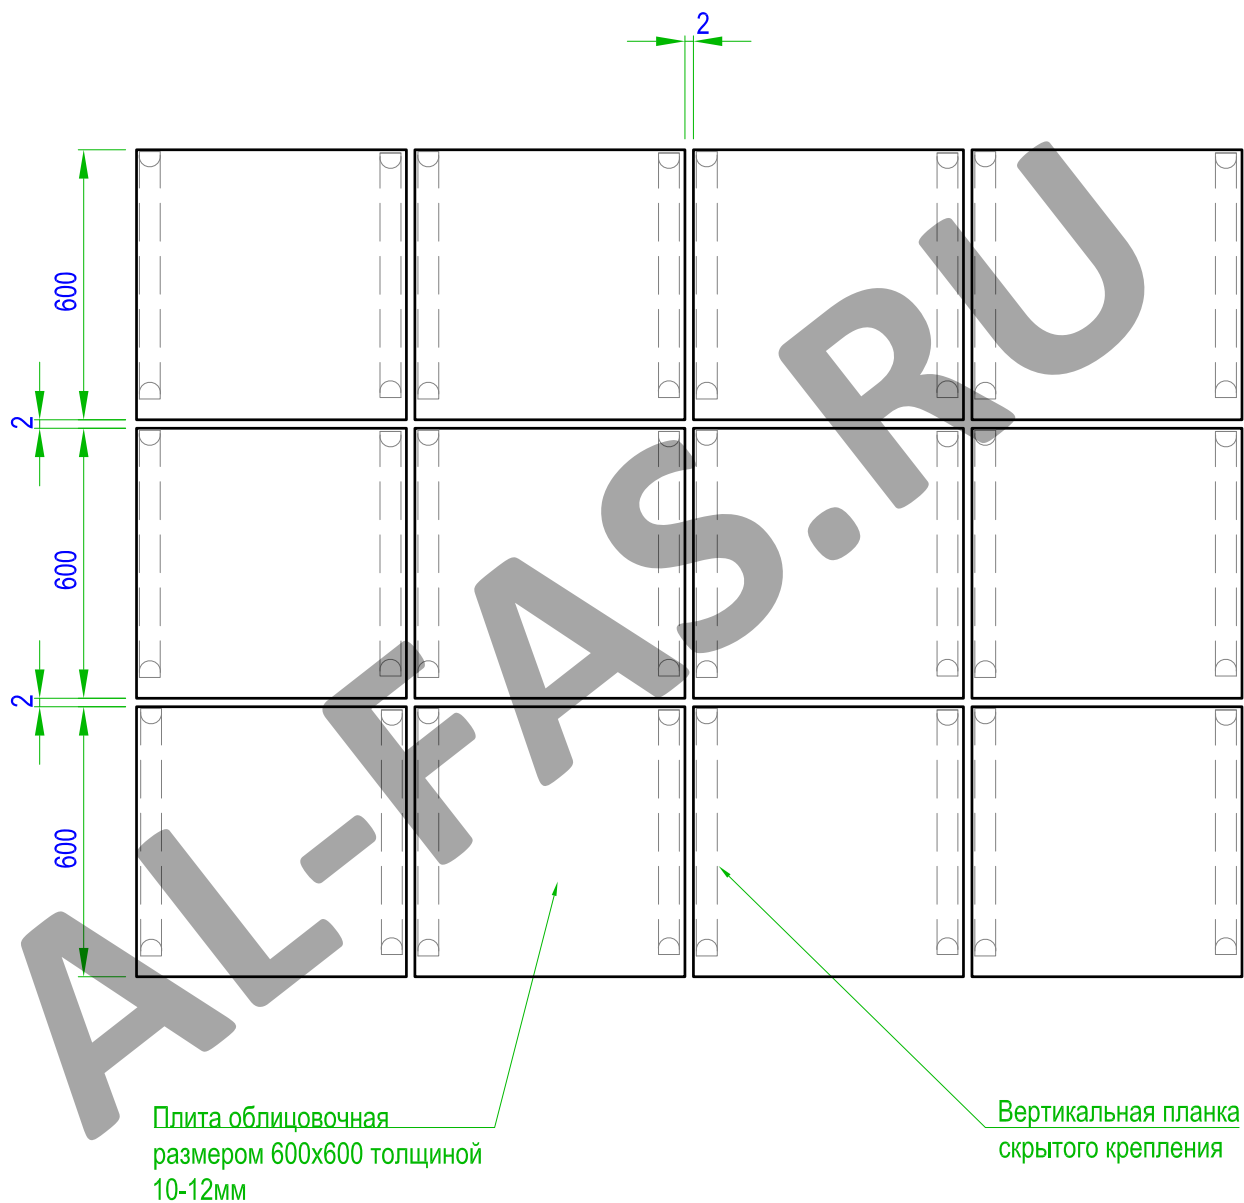 2
600
2
600
2
600
AL-FAS.RU
Плита облицовочная
размером 600х600 толщиной
10-12мм
Вертикальная планка
скрытого крепления